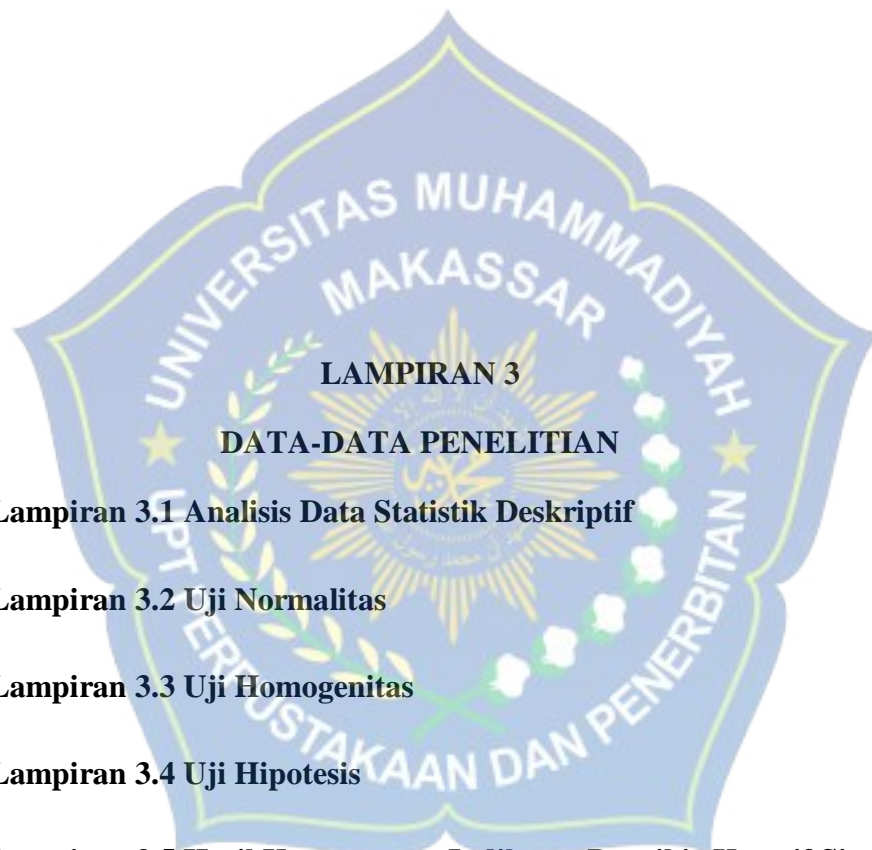 UNIVERSITAS MUHAMMADIYAH
MAKASSAR
LAMPIRAN 3
DATA-DATA PENELITIAN
Lampiran 3.1 Analisis Data Statistik Deskriptif
Lampiran 3.2 Uji Normalitas
Lampiran 3.3 Uji Homogenitas
Lampiran 3.4 Uji Hipotesis
UPT PERPUSTAKAAN DAN PENERBITAN